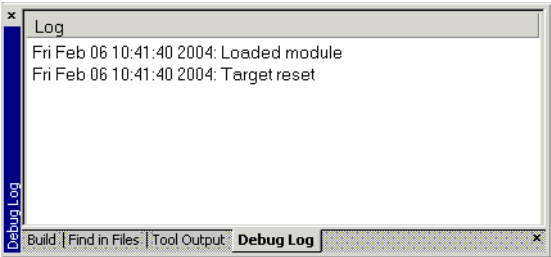 Log
Fri Feb 06 10:41:40 2004: Loaded module
Fri Feb 06 10:41:40 2004: Target reset
Debug Log
Build Find in Files Tool Output Debug Log